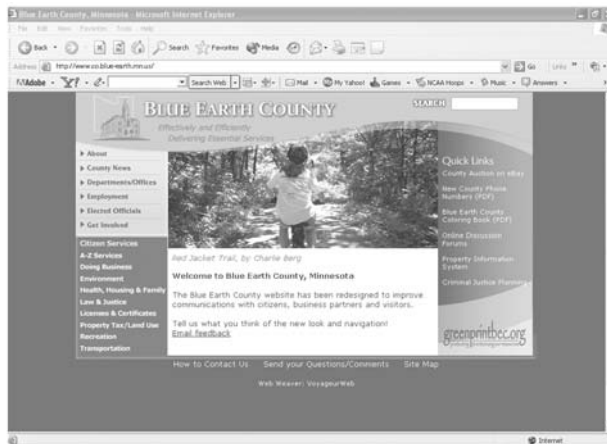 Blue Earth County, Minnesota - Microsoft Internet Explorer
File Edit View Favorites Tools Help
Back Search Favorites Media
Address http://www.co.blue-earth.mn.us/ Go Links
Adobe Y! Search Web Mail My Yahoo! Games NCAA Hoops Music Answers
BLUE EARTH COUNTY
SEARCH
Effectively and Efficiently
Delivering Essential Services
About
County News
Departments/Offices
Employment
Elected Officials
Get Involved
Citizen Services
A-Z Services
Doing Business
Environment
Health, Housing & Family
Law & Justice
Licenses & Certificates
Property Tax/Land Use
Recreation
Transportation
Red Jacket Trail, by Charlie Berg
Welcome to Blue Earth County, Minnesota
The Blue Earth County website has been redesigned to improve
communications with citizens, business partners and visitors.
Tell us what you think of the new look and navigation!
Email feedback
Quick Links
County Auction on eBay
New County Phone
Numbers (PDF)
Blue Earth County
Coloring Book (PDF)
Online Discussion
Forums
Property Information
System
Criminal Justice Planning
greenprintbec.org
How to Contact Us Send your Questions/Comments Site Map
Web Weaver: VoyageurWeb
Internet